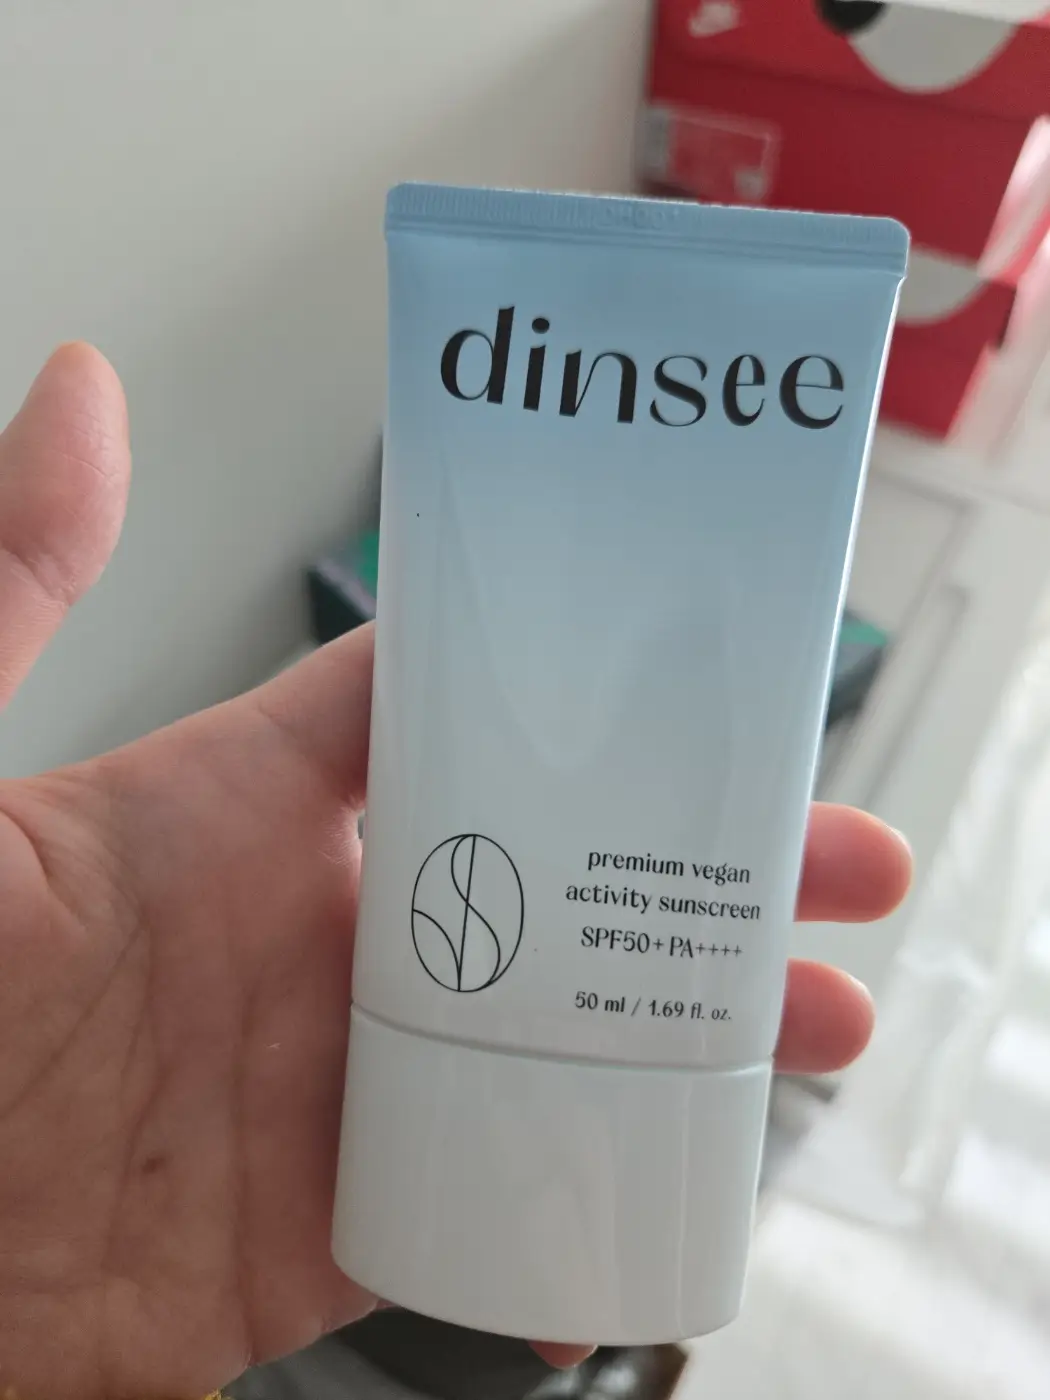 dinsee
premium vegan
activity sunscreen
SPF50+PA++++
50 ml / 1.69 fl. oz.